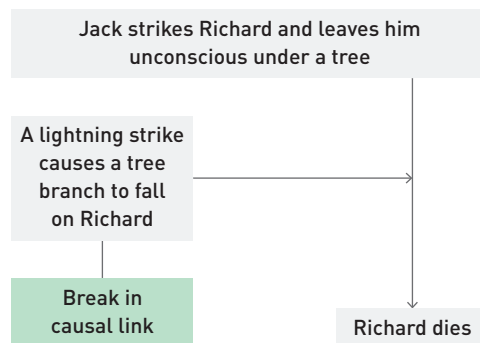 Jack strikes Richard and leaves him
unconscious under a tree
A lightning strike
causes a tree
branch to fall
on Richard
Break in
causal link
Richard dies